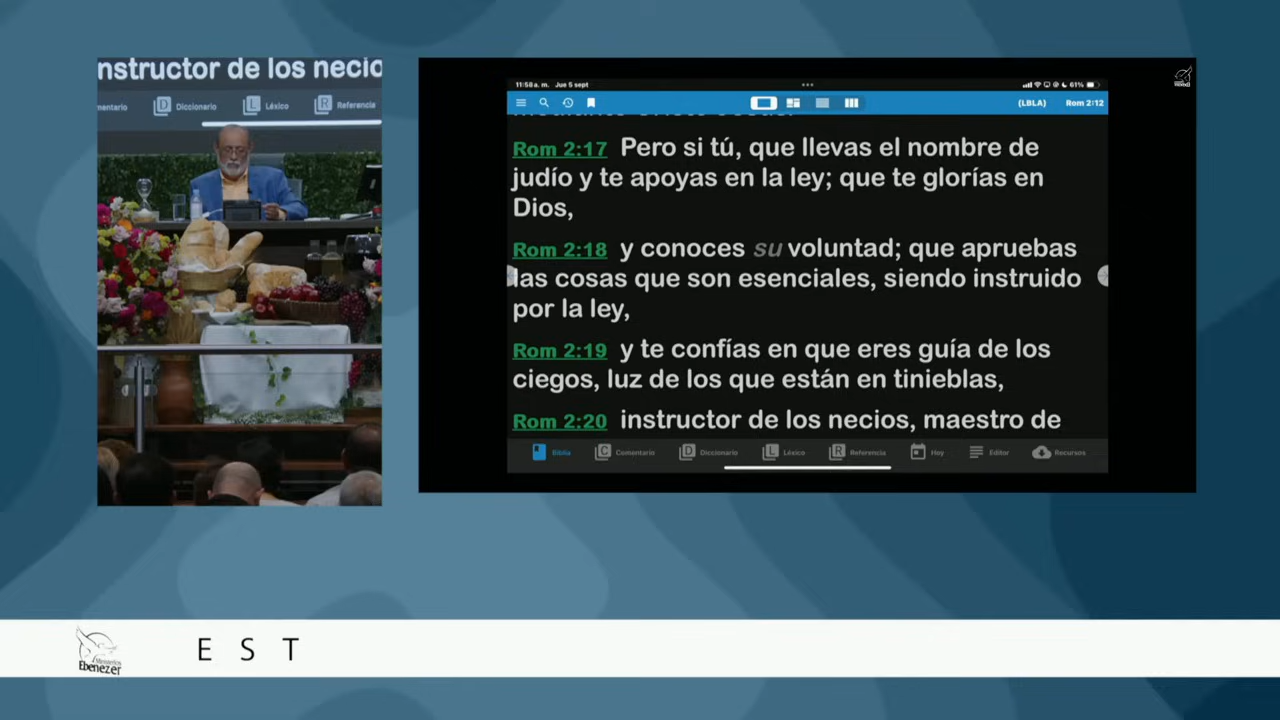 nstructor de los necio
mentario Diccionario Léxico Referencia
11:58 a. m. Jue 5 sept 61%
(LBLA) Rom 2:12
Rom 2:17 Pero si tú, que llevas el nombre de
judío y te apoyas en la ley; que te glorías en
Dios,
Rom 2:18 y conoces su voluntad; que apruebas
las cosas que son esenciales, siendo instruido
por la ley,
Rom 2:19 y te confías en que eres guía de los
ciegos, luz de los que están en tinieblas,
Rom 2:20 instructor de los necios, maestro de
Biblia Comentario Diccionario Léxico Referencia Hoy Editor Recursos
Ministerios
Ebenezer
E S T